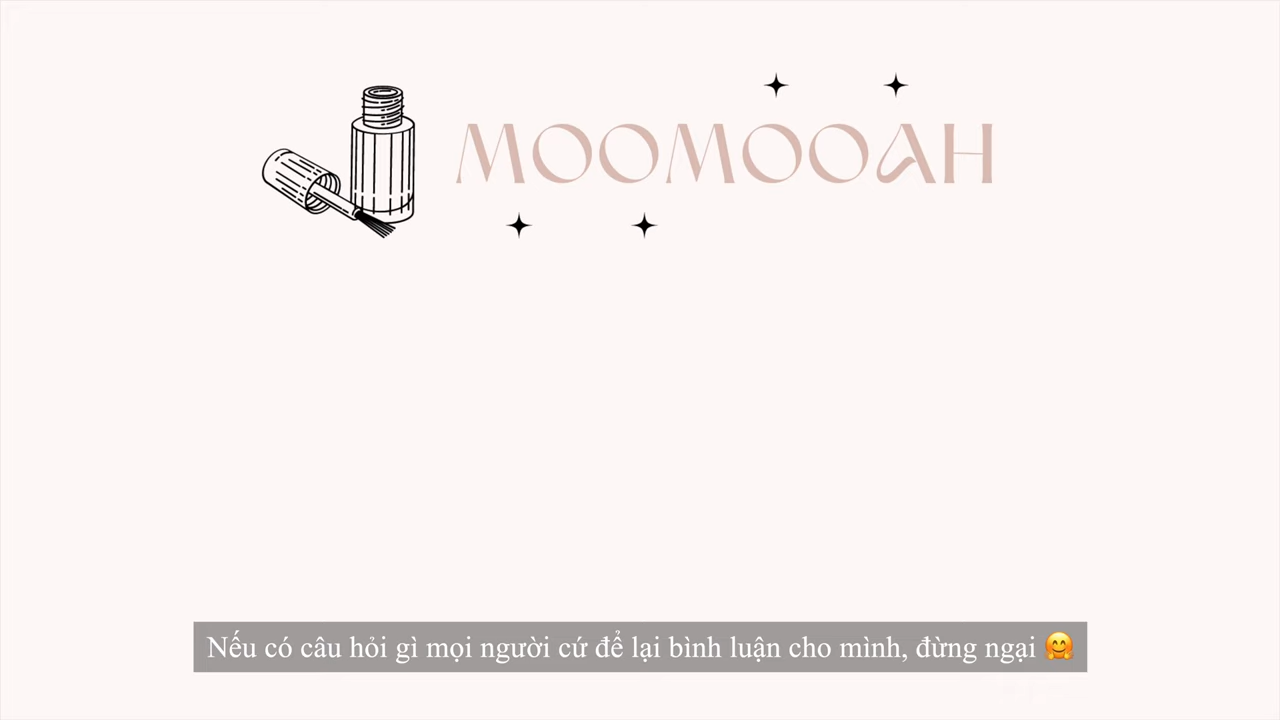 MOOMOOAH
Nếu có câu hỏi gì mọi người cứ để lại bình luận cho mình, đừng ngại 🤗